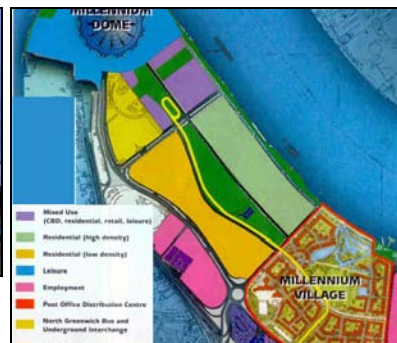 MILLENNIUM
DOME
MILLENNIUM
VILLAGE
Mixed Use
(CBD, residential, retail, leisure)
Residential (high density)
Residential (low density)
Leisure
Employment
Post Office Distribution Centre
North Greenwich Bus and
Underground Interchange